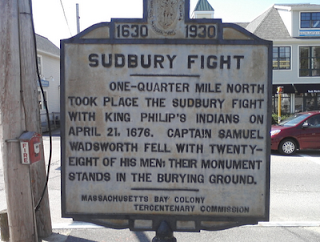 1630 1930
SUDBURY FIGHT
ONE-QUARTER MILE NORTH
TOOK PLACE THE SUDBURY FIGHT
WITH KING PHILIP'S INDIANS ON
APRIL 21, 1676. CAPTAIN SAMUEL
WADSWORTH FELL WITH TWENTY-
EIGHT OF HIS MEN: THEIR MONUMENT
STANDS IN THE BURYING GROUND.
MASSACHUSETTS BAY COLONY
TERCENTENARY COMMISSION